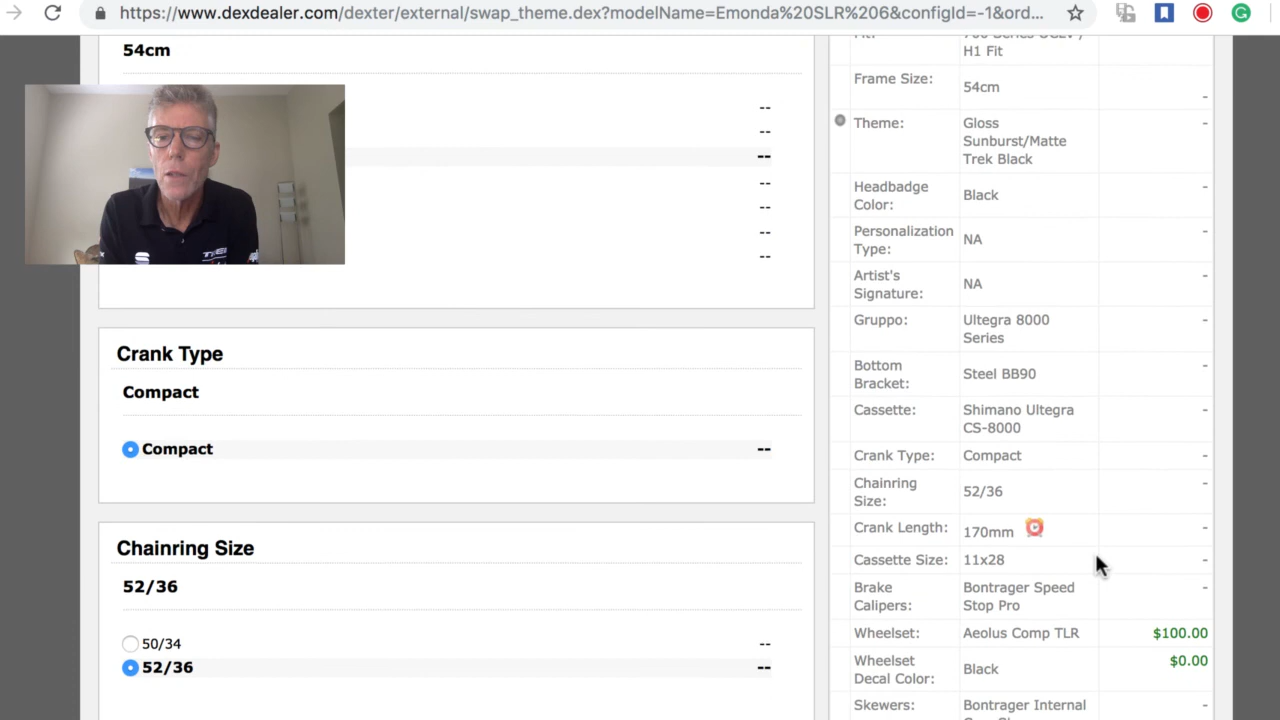 https://www.dexdealer.com/dexter/external/swap_theme.dex?modelName=Emonda%20SLR%206&configId=-1&ord...
54cm
--
--
--
--
--
--
--
TREK
Crank Type
Compact
Compact --
Chainring Size
52/36
50/34 --
52/36 --
H1 Fit
Frame Size: 54cm -
Theme: Gloss -
Sunburst/Matte
Trek Black
Headbadge -
Color: Black
Personalization -
Type: NA
Artist's -
Signature: NA
Gruppo: Ultegra 8000 -
Series
Bottom -
Bracket: Steel BB90
Cassette: Shimano Ultegra -
CS-8000
Crank Type: Compact -
Chainring -
Size: 52/36
Crank Length: 170mm -
Cassette Size: 11x28 -
Brake Bontrager Speed -
Calipers: Stop Pro
Wheelset: Aeolus Comp TLR $100.00
Wheelset $0.00
Decal Color: Black
Skewers: Bontrager Internal -